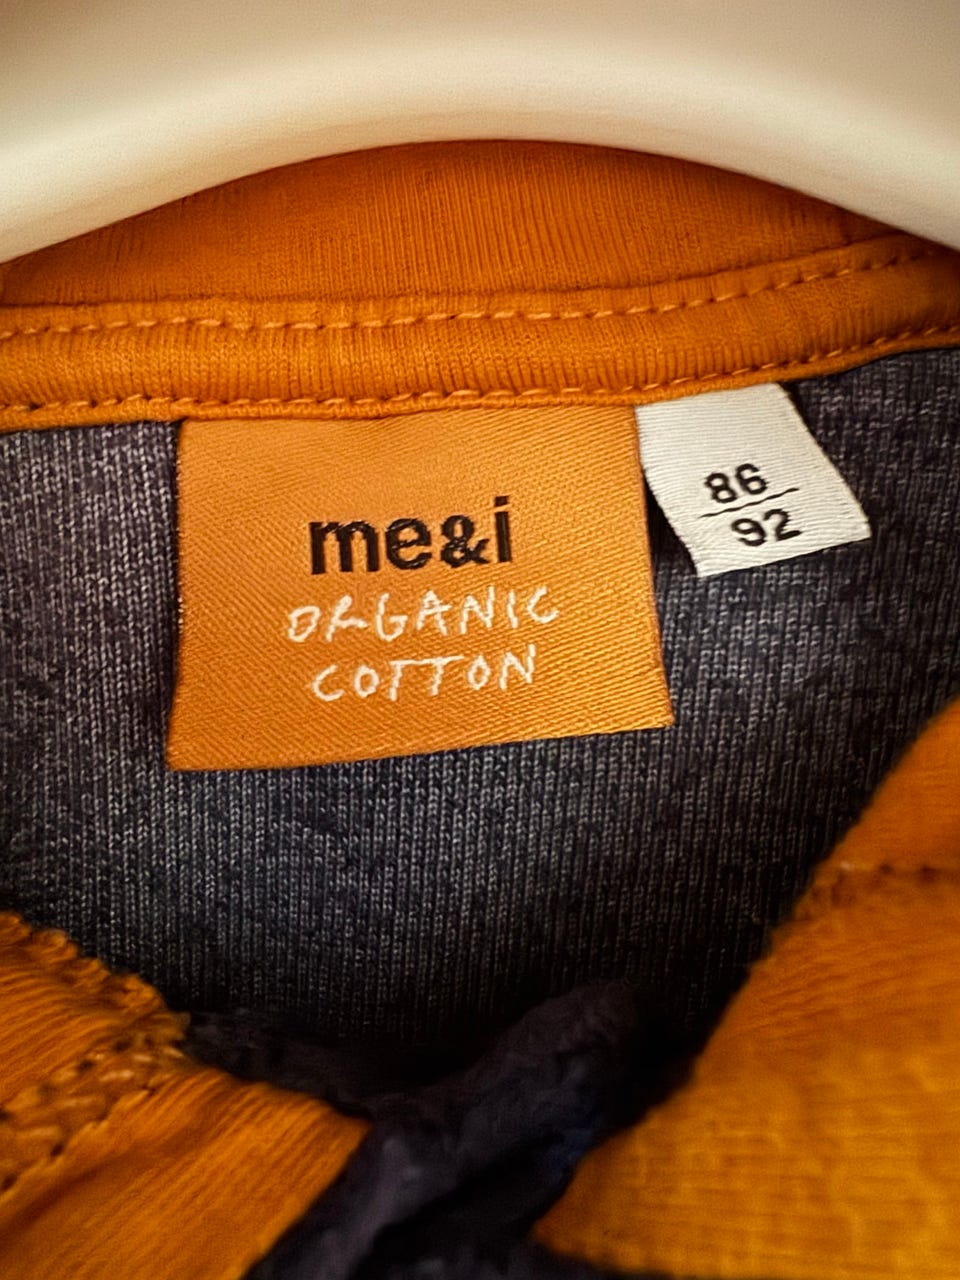 me&i
ORGANIC
COTTON
86
92